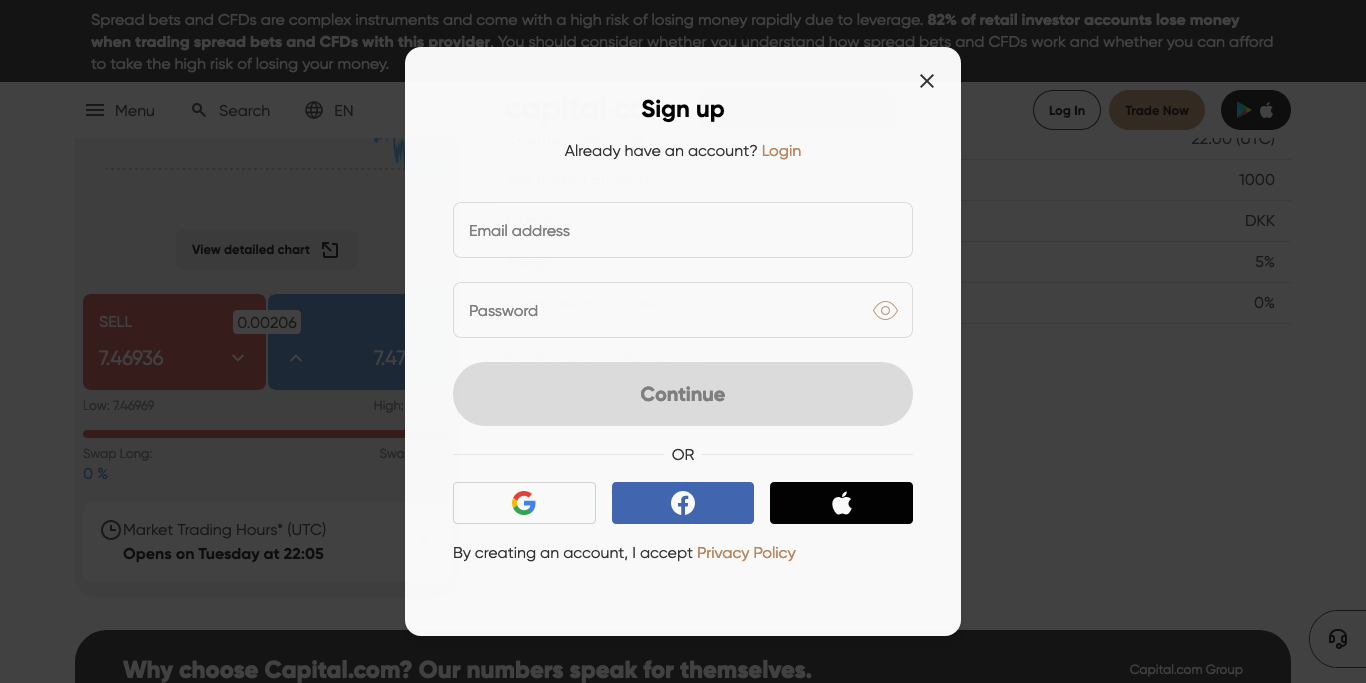 Spread bets and CFDs are complex instruments and come with a high risk of losing money rapidly due to leverage. 82% of retail investor accounts lose money
when trading spread bets and CFDs with this provider. You should consider whether you understand how spread bets and CFDs work and whether you can afford
to take the high risk of losing your money.
Menu
Search
EN
Log In
Trade Now
Sign up
Already have an account? Login
22:00 (UTC)
1000
DKK
5%
0%
View detailed chart
Email address
Password
SELL
0.00206
7.46936
7.47
Low: 7.46969
High:
Continue
Swap Long:
Swa
0 %
OR
Market Trading Hours* (UTC)
Opens on Tuesday at 22:05
By creating an account, I accept Privacy Policy
Why choose Capital.com? Our numbers speak for themselves.
Capital.com Group